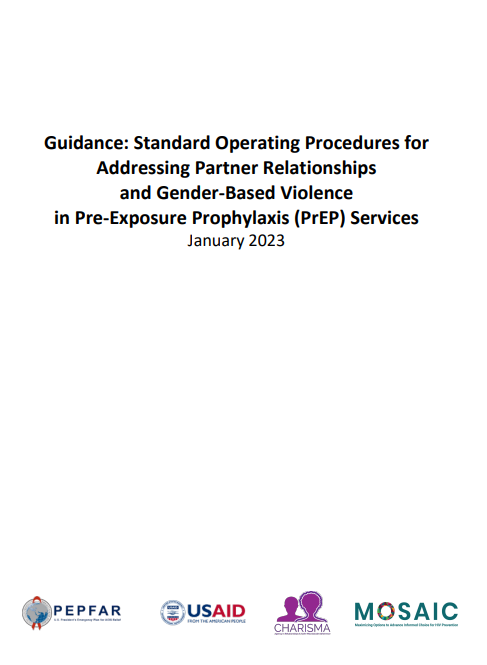 Guidance: Standard Operating Procedures for
Addressing Partner Relationships
and Gender-Based Violence
in Pre-Exposure Prophylaxis (PrEP) Services
January 2023
PEPFAR
U.S. President's Emergency Plan for AIDS Relief
USAID
FROM THE AMERICAN PEOPLE
CHARISMA
MOSAIC
Maximizing Options to Advance Informed Choice for HIV Prevention